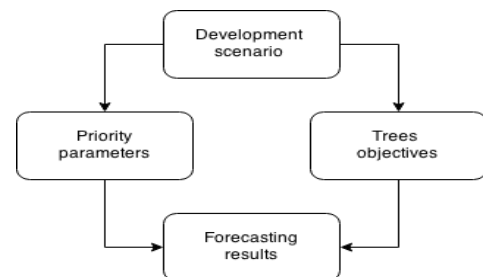 Development
scenario
Priority
parameters
Trees
objectives
Forecasting
results